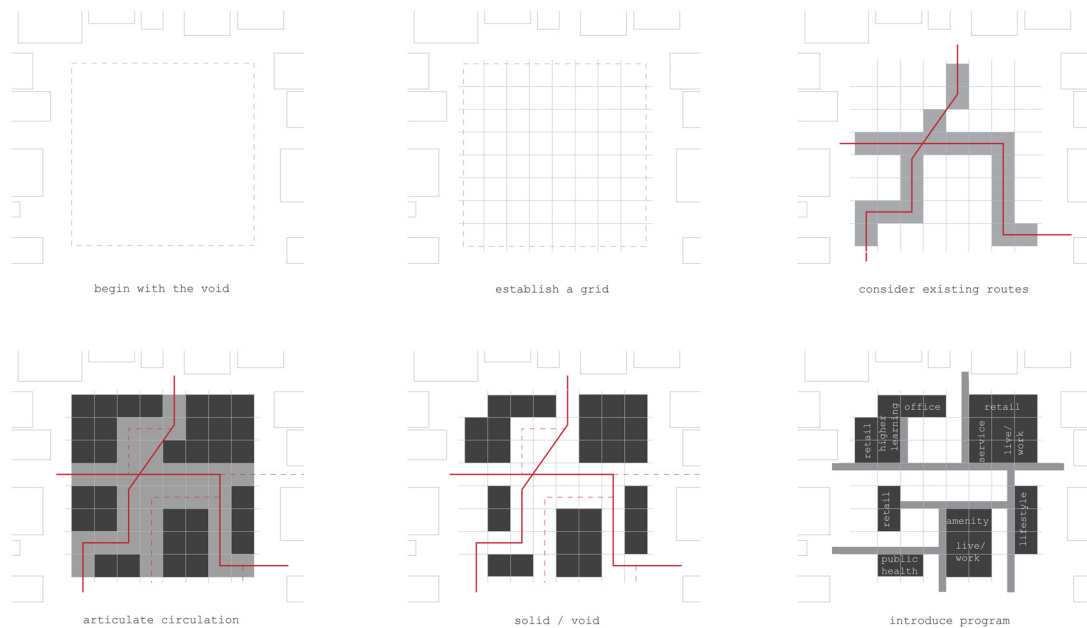 begin with the void
establish a grid
consider existing routes
articulate circulation
solid / void
introduce program
office
retail
retail
higher
learning
service
live/
work
retail
amenity
live/
work
lifestyle
public
health